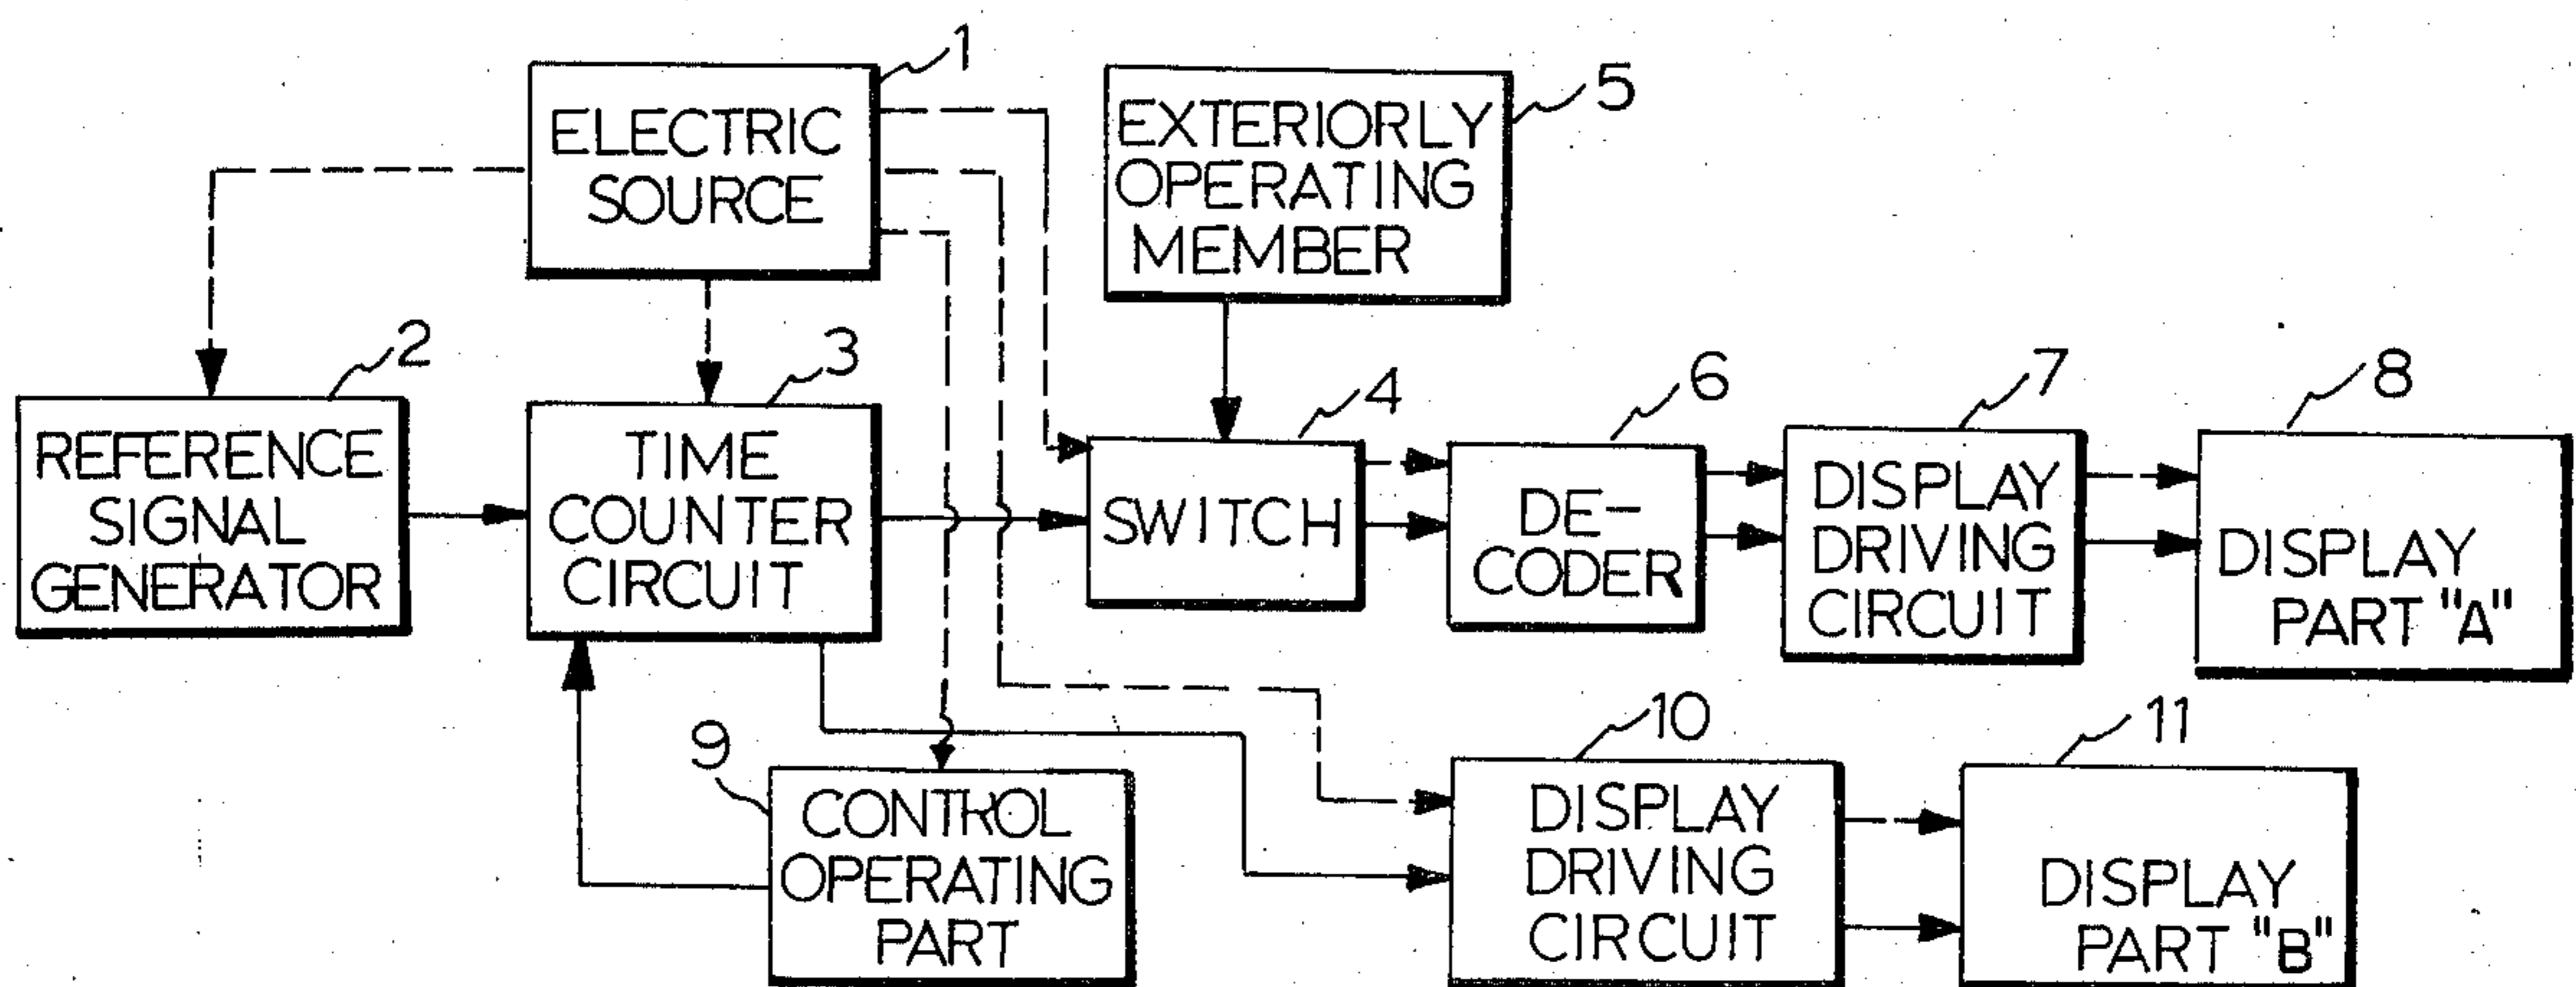 1
ELECTRIC
SOURCE
5
EXTERIORLY
OPERATING
MEMBER
2
REFERENCE
SIGNAL
GENERATOR
3
TIME
COUNTER
CIRCUIT
4
SWITCH
6
DE-
CODER
7
DISPLAY
DRIVING
CIRCUIT
8
DISPLAY
PART "A"
9
CONTROL
OPERATING
PART
10
DISPLAY
DRIVING
CIRCUIT
11
DISPLAY
PART "B"